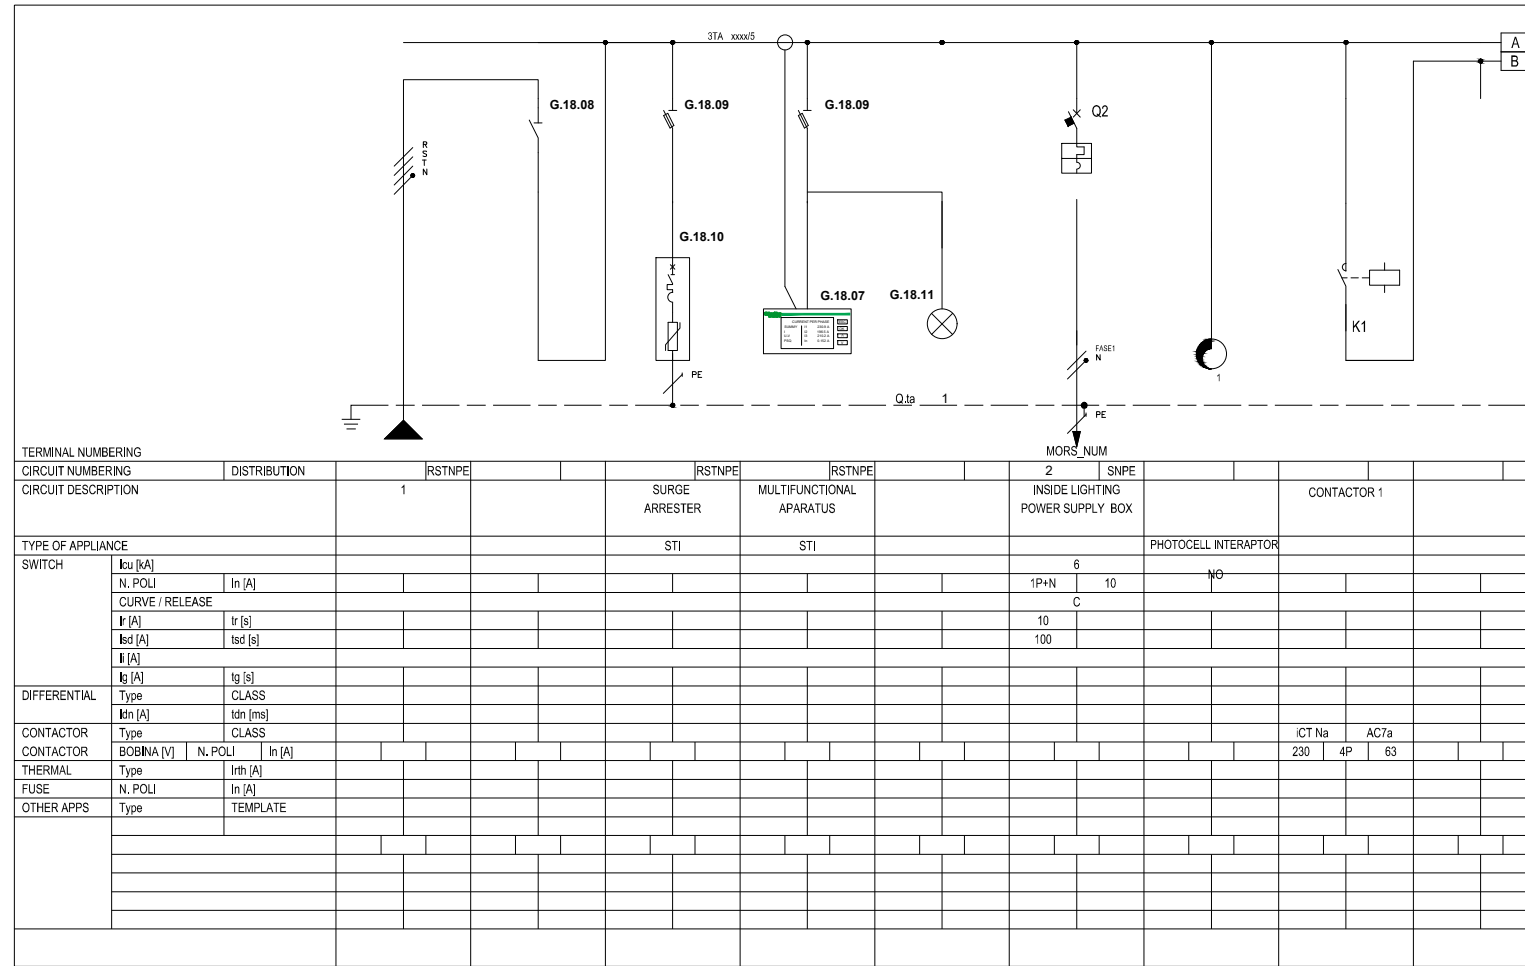 3TA xxxx/5
A
B
G.18.08
G.18.09
G.18.09
Q2
R
S
T
N
G.18.10
G.18.07
G.18.11
CURRENT PER PHASE
K1
FASE1
N
1
PE
Q.ta 1
PE
TERMINAL NUMBERING MORS_NUM
CIRCUIT NUMBERING DISTRIBUTION RSTNPE RSTNPE RSTNPE 2 SNPE
CIRCUIT DESCRIPTION 1 SURGE MULTIFUNCTIONAL INSIDE LIGHTING CONTACTOR 1
ARRESTER APARATUS POWER SUPPLY BOX
TYPE OF APPLIANCE STI STI PHOTOCELL INTERAPTOR
SWITCH Icu [kA] 6
NO
N. POLI In [A] 1P+N 10
CURVE / RELEASE C
Ir [A] tr [s] 10
Isd [A] tsd [s] 100
Ii [A]
Ig [A] tg [s]
DIFFERENTIAL Type CLASS
Idn [A] tdn [ms]
CONTACTOR Type CLASS iCT Na AC7a
CONTACTOR BOBINA [V] N. POLI In [A] 230 4P 63
THERMAL Type Irth [A]
FUSE N. POLI In [A]
OTHER APPS Type TEMPLATE